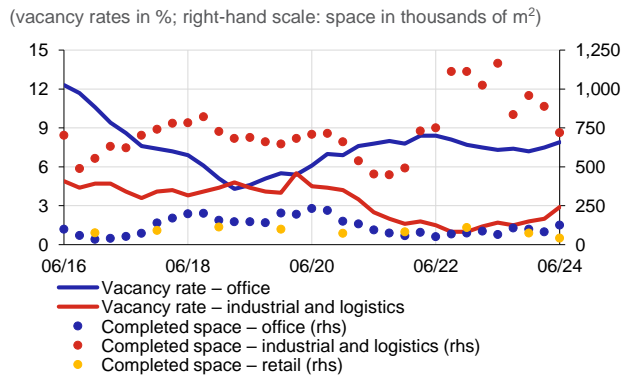 (vacancy rates in %; right-hand scale: space in thousands of m²)
15 1,250
12 1,000
9 750
6 500
3 250
0 0
06/16 06/18 06/20 06/22 06/24
Vacancy rate – office
Vacancy rate – industrial and logistics
Completed space – office (rhs)
Completed space – industrial and logistics (rhs)
Completed space – retail (rhs)